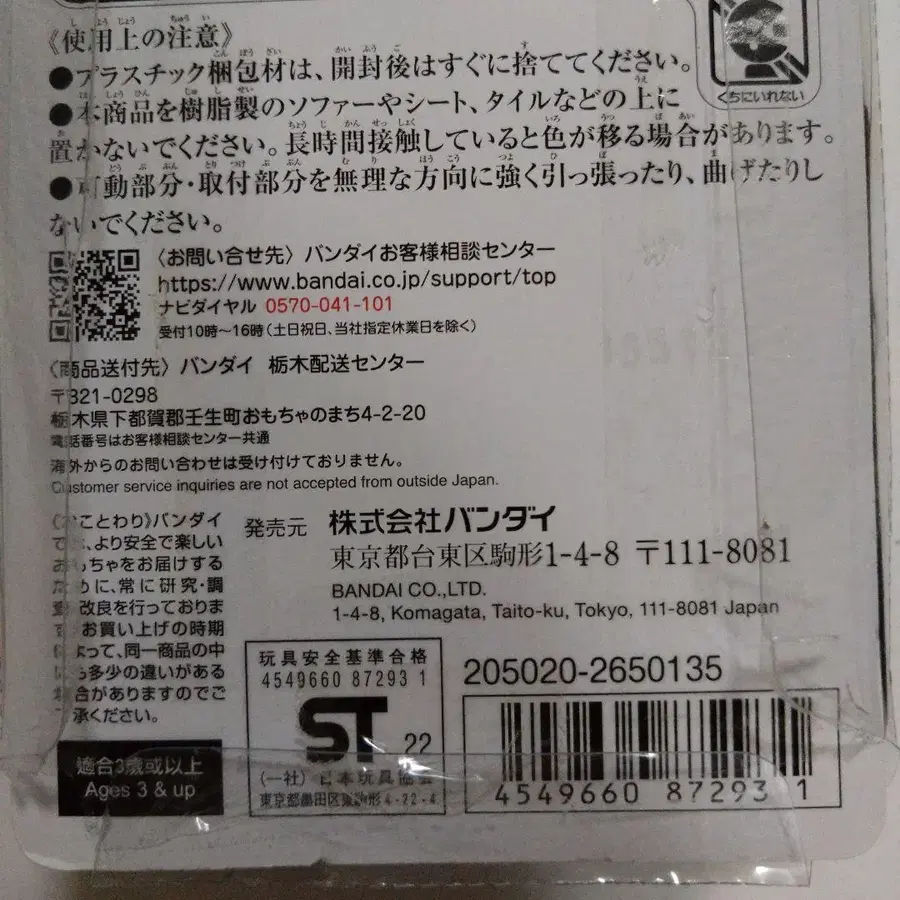 《使用上の注意》
●プラスチック梱包材は、開封後はすぐに捨ててください。
●本商品を樹脂製のソファーやシート、タイルなどの上に
置かないでください。長時間接触していると色が移る場合があります。
●可動部分・取付部分を無理な方向に強く引っ張ったり、曲げたりし
ないでください。
くちにいれない
〈お問い合せ先〉バンダイお客様相談センター
https://www.bandai.co.jp/support/top
ナビダイヤル 0570-041-101
受付10時～16時（土日祝日、当社指定休業日を除く）
〈商品送付先〉バンダイ 栃木配送センター
〒321-0298
栃木県下都賀郡壬生町おもちゃのまち4-2-20
電話番号はお客様相談センター共通
海外からのお問い合わせは受け付けておりません。
Customer service inquiries are not accepted from outside Japan.
《おことわり》バンダイ
では、より安全で楽しい
おもちゃをお届けする
ために、常に研究・調
査、改良を行っておりま
す。お買い上げの時期
によって、同一商品の中
にも多少の違いがある
場合がありますのでご
了承ください。
適合3歳或以上
Ages 3 & up
発売元 株式会社バンダイ
東京都台東区駒形1-4-8 〒111-8081
BANDAI CO.,LTD.
1-4-8, Komagata, Taito-ku, Tokyo, 111-8081 Japan
玩具安全基準合格
4549660 87293 1
ST 22
（一社）日本玩具協会
東京都墨田区東駒形4-22-4
205020-2650135
4549660 87293 1